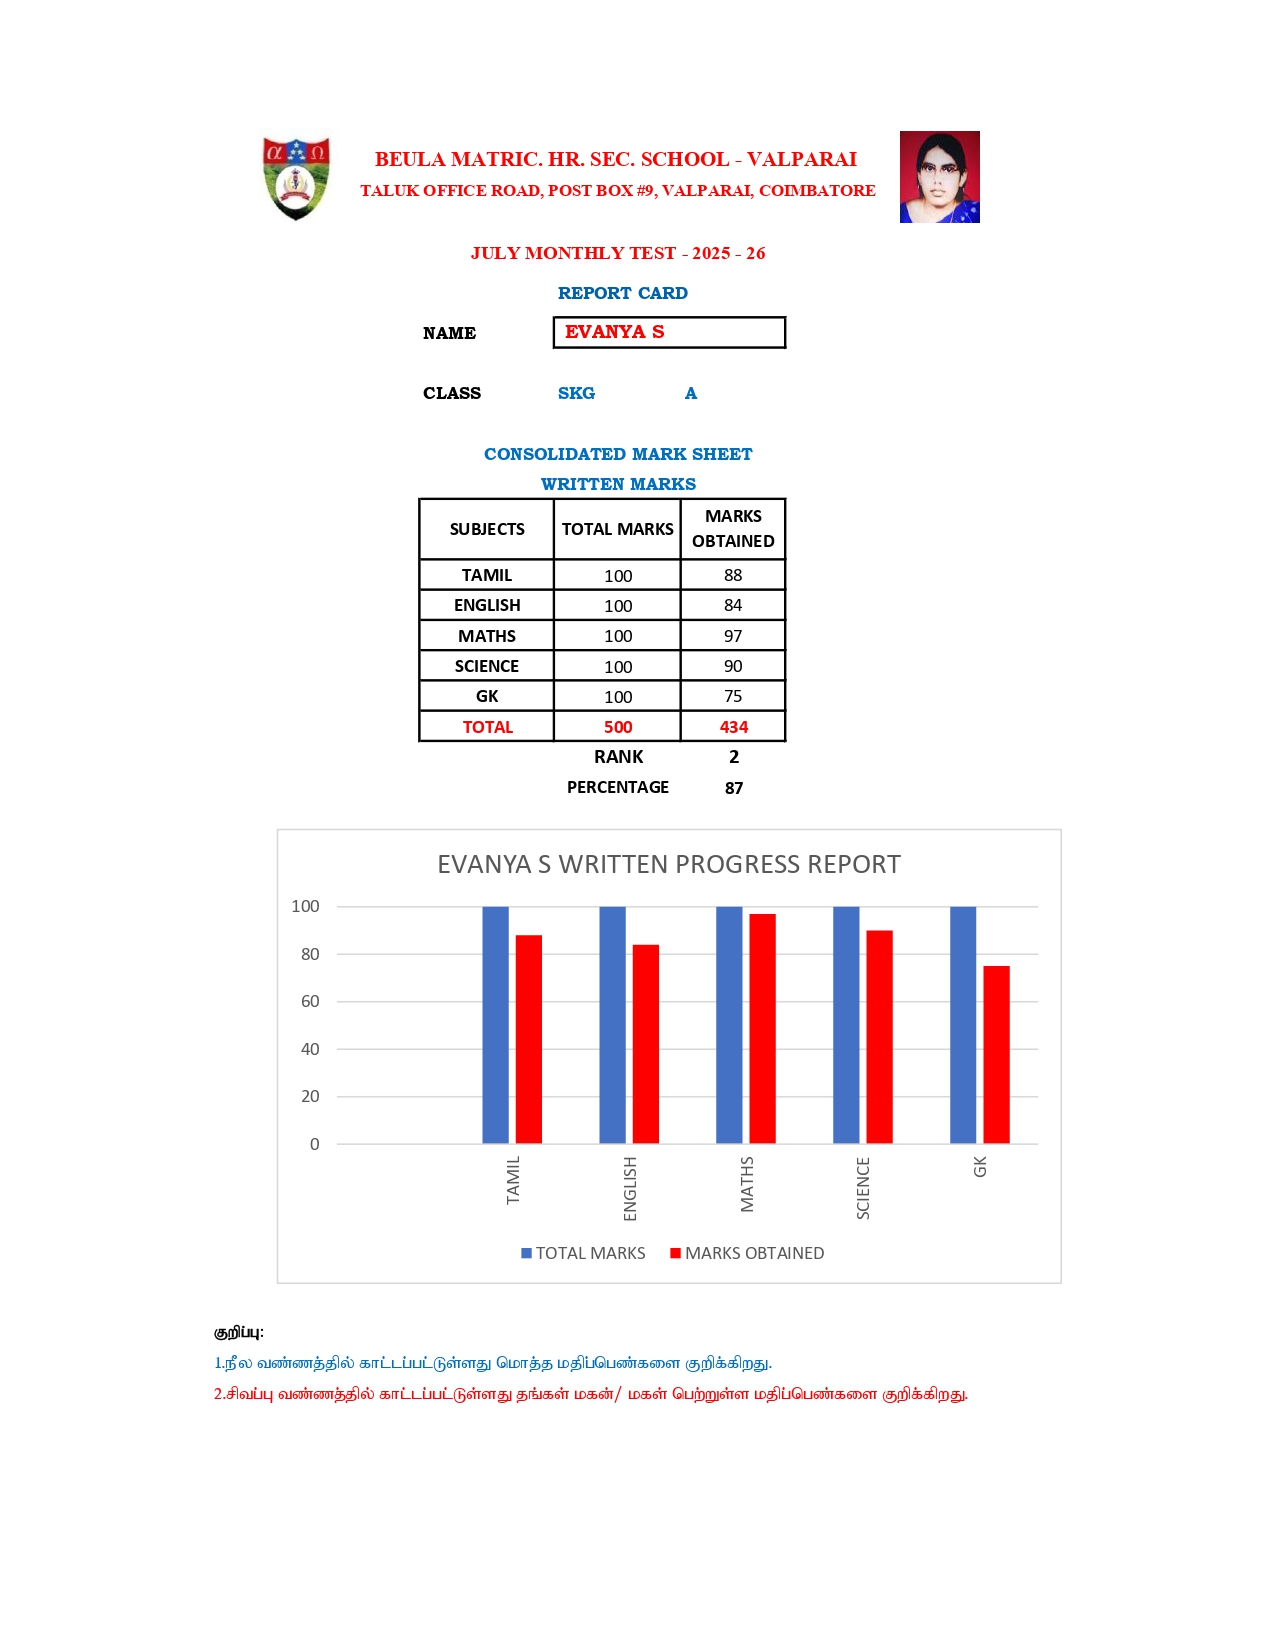 α Ω
BEULA MATRIC. HR. SEC. SCHOOL - VALPARAI
TALUK OFFICE ROAD, POST BOX #9, VALPARAI, COIMBATORE
JULY MONTHLY TEST - 2025 - 26
REPORT CARD
NAME EVANYA S
CLASS SKG A
CONSOLIDATED MARK SHEET
WRITTEN MARKS
SUBJECTS TOTAL MARKS MARKS OBTAINED
TAMIL 100 88
ENGLISH 100 84
MATHS 100 97
SCIENCE 100 90
GK 100 75
TOTAL 500 434
RANK 2
PERCENTAGE 87
EVANYA S WRITTEN PROGRESS REPORT
100
80
60
40
20
0
TAMIL ENGLISH MATHS SCIENCE GK
TOTAL MARKS MARKS OBTAINED
குறிப்பு:
1.நீல வண்ணத்தில் காட்டப்பட்டுள்ளது மொத்த மதிப்பெண்களை குறிக்கிறது.
2.சிவப்பு வண்ணத்தில் காட்டப்பட்டுள்ளது தங்கள் மகன்/ மகள் பெற்றுள்ள மதிப்பெண்களை குறிக்கிறது.